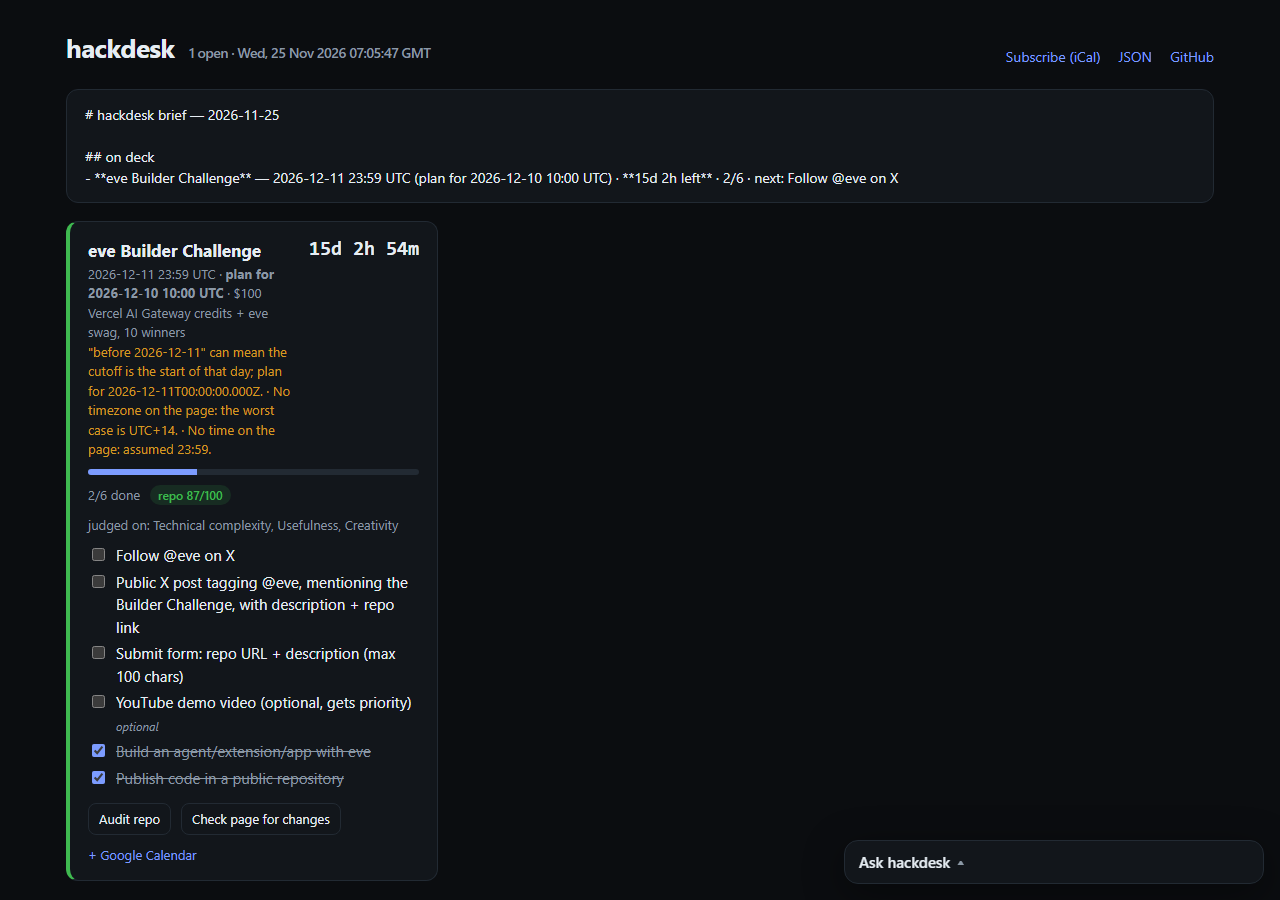 hackdesk
1 open · Wed, 25 Nov 2026 07:05:47 GMT
Subscribe (iCal)
JSON
GitHub
# hackdesk brief — 2026-11-25
## on deck
- **eve Builder Challenge** — 2026-12-11 23:59 UTC (plan for 2026-12-10 10:00 UTC) · **15d 2h left** · 2/6 · next: Follow @eve on X
eve Builder Challenge
15d 2h 54m
2026-12-11 23:59 UTC · plan for
2026-12-10 10:00 UTC · $100
Vercel AI Gateway credits + eve
swag, 10 winners
"before 2026-12-11" can mean the
cutoff is the start of that day; plan
for 2026-12-11T00:00:00.000Z. · No
timezone on the page: the worst
case is UTC+14. · No time on the
page: assumed 23:59.
2/6 done
repo 87/100
judged on: Technical complexity, Usefulness, Creativity
Follow @eve on X
Public X post tagging @eve, mentioning the
Builder Challenge, with description + repo
link
Submit form: repo URL + description (max
100 chars)
YouTube demo video (optional, gets priority)
optional
Build an agent/extension/app with eve
Publish code in a public repository
Audit repo
Check page for changes
+ Google Calendar
Ask hackdesk